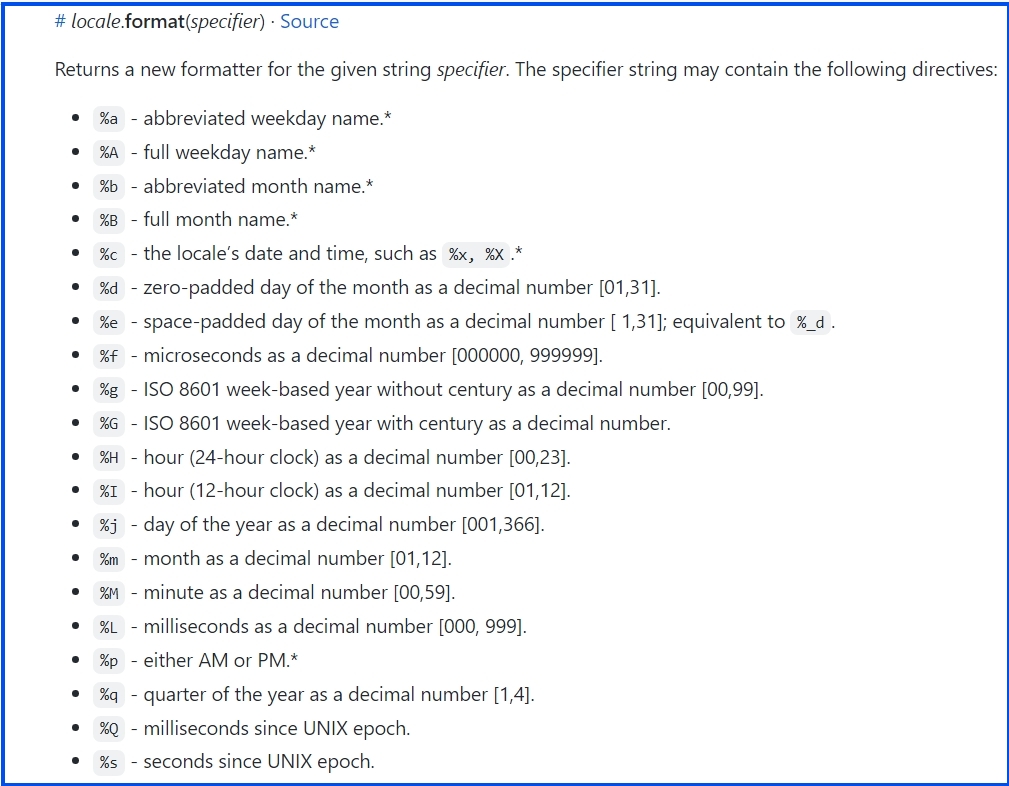 # locale.format(specifier) · Source
Returns a new formatter for the given string specifier. The specifier string may contain the following directives:
• %a - abbreviated weekday name.*
• %A - full weekday name.*
• %b - abbreviated month name.*
• %B - full month name.*
• %c - the locale’s date and time, such as %x, %X.*
• %d - zero-padded day of the month as a decimal number [01,31].
• %e - space-padded day of the month as a decimal number [ 1,31]; equivalent to %_d.
• %f - microseconds as a decimal number [000000, 999999].
• %g - ISO 8601 week-based year without century as a decimal number [00,99].
• %G - ISO 8601 week-based year with century as a decimal number.
• %H - hour (24-hour clock) as a decimal number [00,23].
• %I - hour (12-hour clock) as a decimal number [01,12].
• %j - day of the year as a decimal number [001,366].
• %m - month as a decimal number [01,12].
• %M - minute as a decimal number [00,59].
• %L - milliseconds as a decimal number [000, 999].
• %p - either AM or PM.*
• %q - quarter of the year as a decimal number [1,4].
• %Q - milliseconds since UNIX epoch.
• %s - seconds since UNIX epoch.